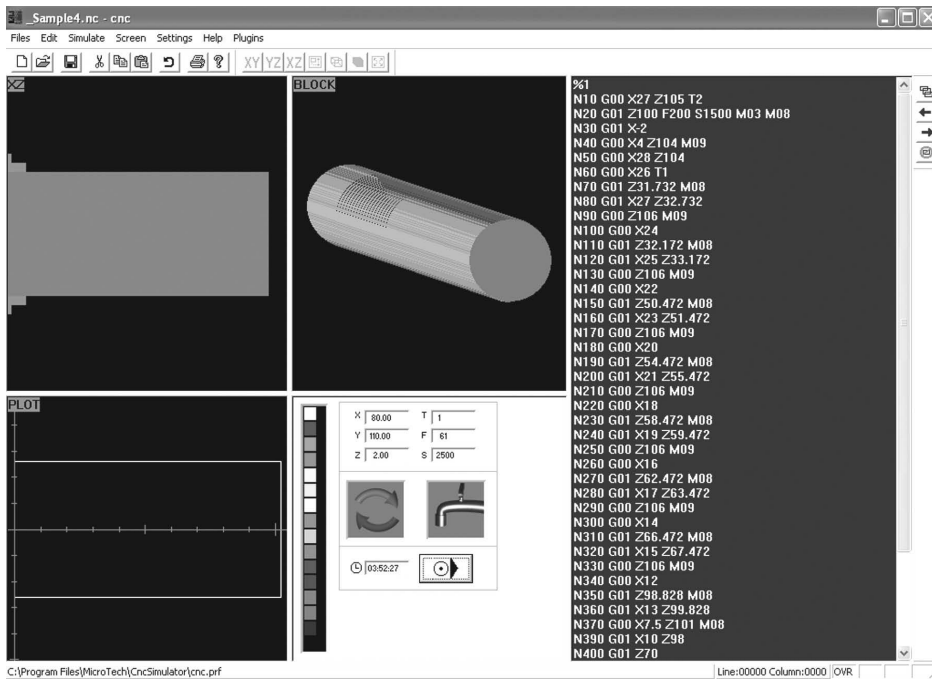 _Sample4.nc - cnc
Files Edit Simulate Screen Settings Help Plugins
XY YZ XZ
XZ
BLOCK
%1
N10 G00 X27 Z105 T2
N20 G01 Z100 F200 S1500 M03 M08
N30 G01 X-2
N40 G00 X4 Z104 M09
N50 G00 X28 Z104
N60 G00 X26 T1
N70 G01 Z31.732 M08
N80 G01 X27 Z32.732
N90 G00 Z106 M09
N100 G00 X24
N110 G01 Z32.172 M08
N120 G01 X25 Z33.172
N130 G00 Z106 M09
N140 G00 X22
N150 G01 Z50.472 M08
N160 G01 X23 Z51.472
N170 G00 Z106 M09
N180 G00 X20
N190 G01 Z54.472 M08
N200 G01 X21 Z55.472
N210 G00 Z106 M09
N220 G00 X18
N230 G01 Z58.472 M08
N240 G01 X19 Z59.472
N250 G00 Z106 M09
N260 G00 X16
N270 G01 Z62.472 M08
N280 G01 X17 Z63.472
N290 G00 Z106 M09
N300 G00 X14
N310 G01 Z66.472 M08
N320 G01 X15 Z67.472
N330 G00 Z106 M09
N340 G00 X12
N350 G01 Z98.828 M08
N360 G01 X13 Z99.828
N370 G00 X7.5 Z101 M08
N390 G01 X10 Z98
N400 G01 Z70
PLOT
X 80.00 T 1
Y 110.00 F 61
Z 2.00 S 2500
03:52:27
C:\Program Files\MicroTech\CncSimulator\cnc.prf
Line:00000 Column:0000 OVR